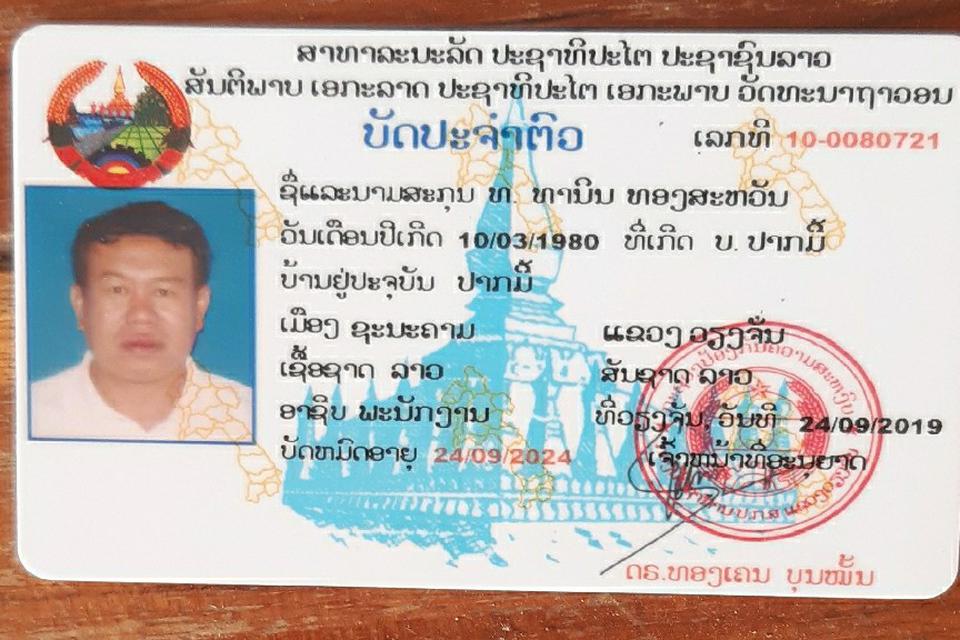 ສາທາລະນະລັດ ປະຊາທິປະໄຕ ປະຊາຊົນລາວ
ສັນຕິພາບ ເອກະລາດ ປະຊາທິປະໄຕ ເອກະພາບ ວັດທະນາຖາວອນ
ບັດປະຈຳຕົວ ເລກທີ 10-0080721
ຊື່ແລະນາມສະກຸນ ທ. ທານິນ ທອງສະຫວັນ
ວັນເດືອນປີເກີດ 10/03/1980 ທີ່ເກີດ ບ. ປາກມີ້
ບ້ານຢູ່ປະຈຸບັນ ປາກມີ້
ເມືອງ ຊະນະຄາມ ແຂວງ ວຽງຈັນ
ເຊື້ອຊາດ ລາວ ສັນຊາດ ລາວ
ອາຊີບ ພະນັກງານ ທີ່ວຽງຈັນ, ວັນທີ 24/09/2019
ບັດຫມົດອາຍຸ 24/09/2024 ເຈົ້າຫນ້າທີ່ອະນຸຍາດ
ດຣ.ທອງເຄນ ບຸນໝັ້ນ